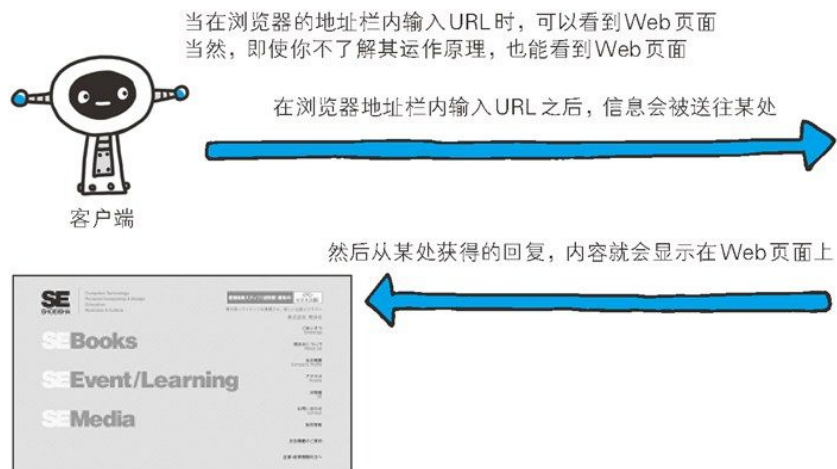 当在浏览器的地址栏内输入URL时，可以看到Web页面
当然，即使你不了解其运作原理，也能看到Web页面
在浏览器地址栏内输入URL之后，信息会被送往某处
客户端
然后从某处获得的回复，内容就会显示在Web页面上
SE
SHOEISHA
SEBooks
SEEvent/Learning
SEMedia